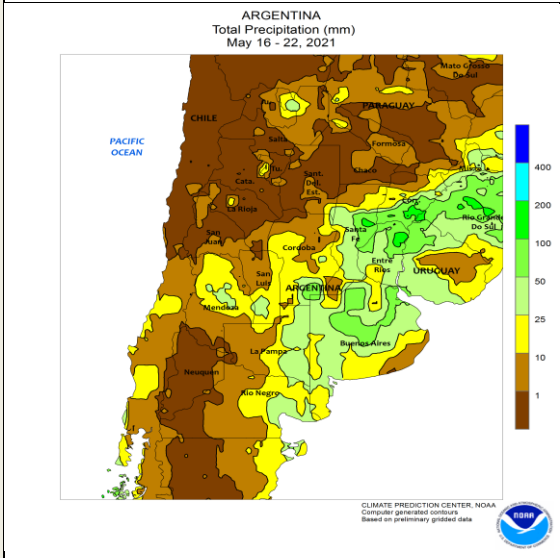 ARGENTINA
Total Precipitation (mm)
May 16 - 22, 2021
Mato Grosso
Do Sul
Ju.
PARAGUAY
CHILE
PACIFIC
OCEAN
Salta
Formosa
Tu.
Chaco
Cata.
Sant.
Del
Est.
La Rioja
Cor.
Rio Grande
Do Sul
San
Juan
Santa
Fe
Cordoba
Entre
Rios
URUGUAY
San
Luis
ARGENTINA
Mendoza
Buenos Aires
La Pampa
Neuquen
Rio Negro
400
200
100
50
25
10
1
CLIMATE PREDICTION CENTER, NOAA
Computer generated contours
Based on preliminary gridded data
NOAA